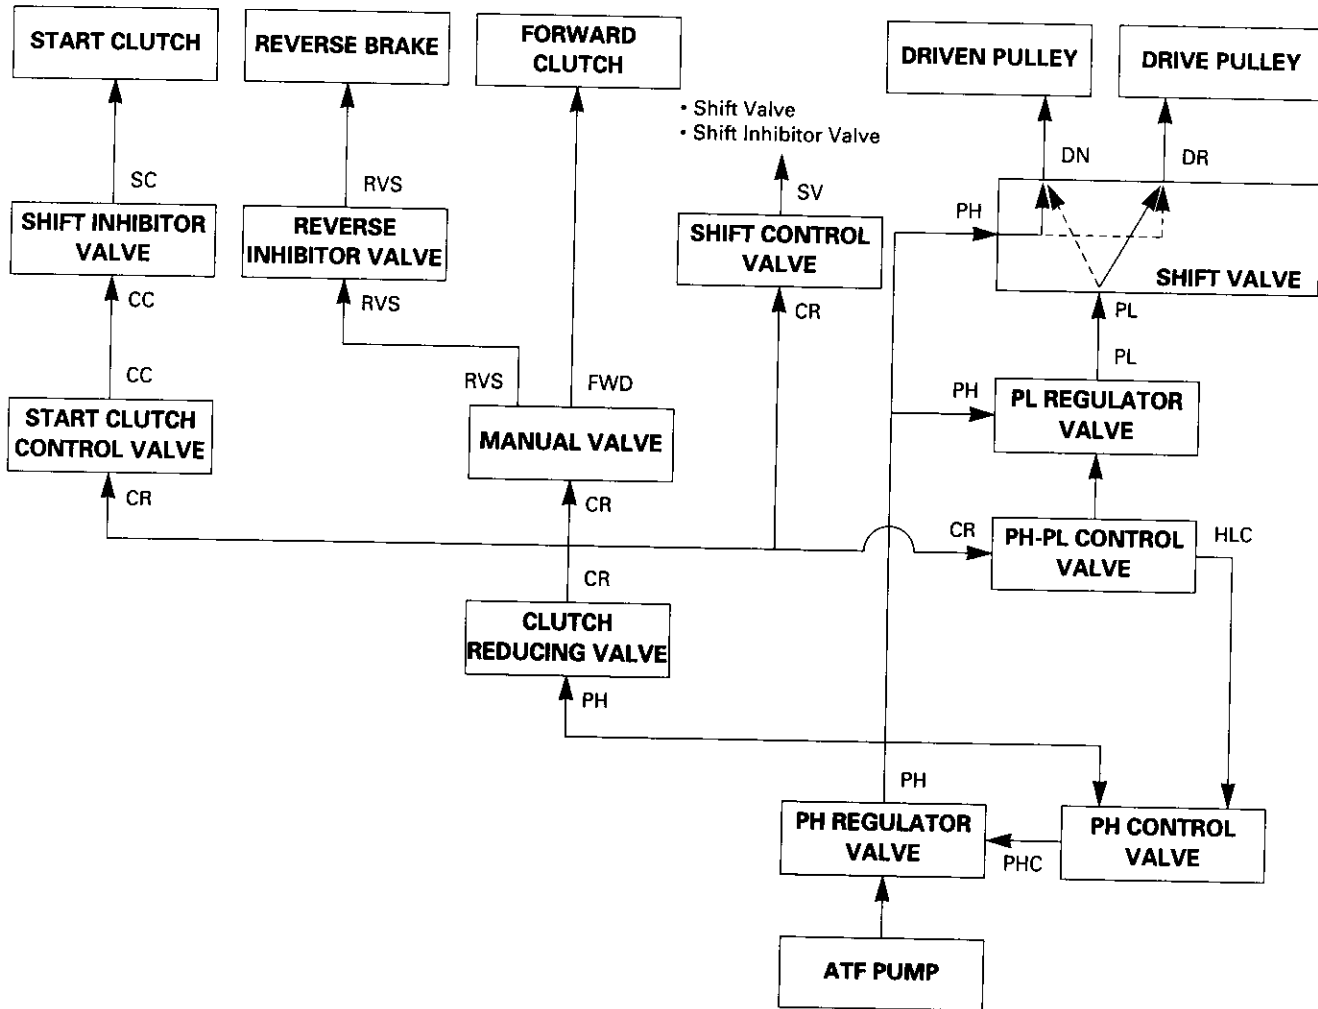 START CLUTCH
REVERSE BRAKE
FORWARD
CLUTCH
DRIVEN PULLEY
DRIVE PULLEY
• Shift Valve
• Shift Inhibitor Valve
DN
DR
SC
RVS
SV
PH
SHIFT INHIBITOR
VALVE
REVERSE
INHIBITOR VALVE
SHIFT CONTROL
VALVE
SHIFT VALVE
CC
RVS
CR
PL
CC
RVS
FWD
PH
PL
START CLUTCH
CONTROL VALVE
MANUAL VALVE
PL REGULATOR
VALVE
CR
CR
CR
PH-PL CONTROL
VALVE
HLC
CR
CLUTCH
REDUCING VALVE
PH
PH
PH REGULATOR
VALVE
PHC
PH CONTROL
VALVE
ATF PUMP